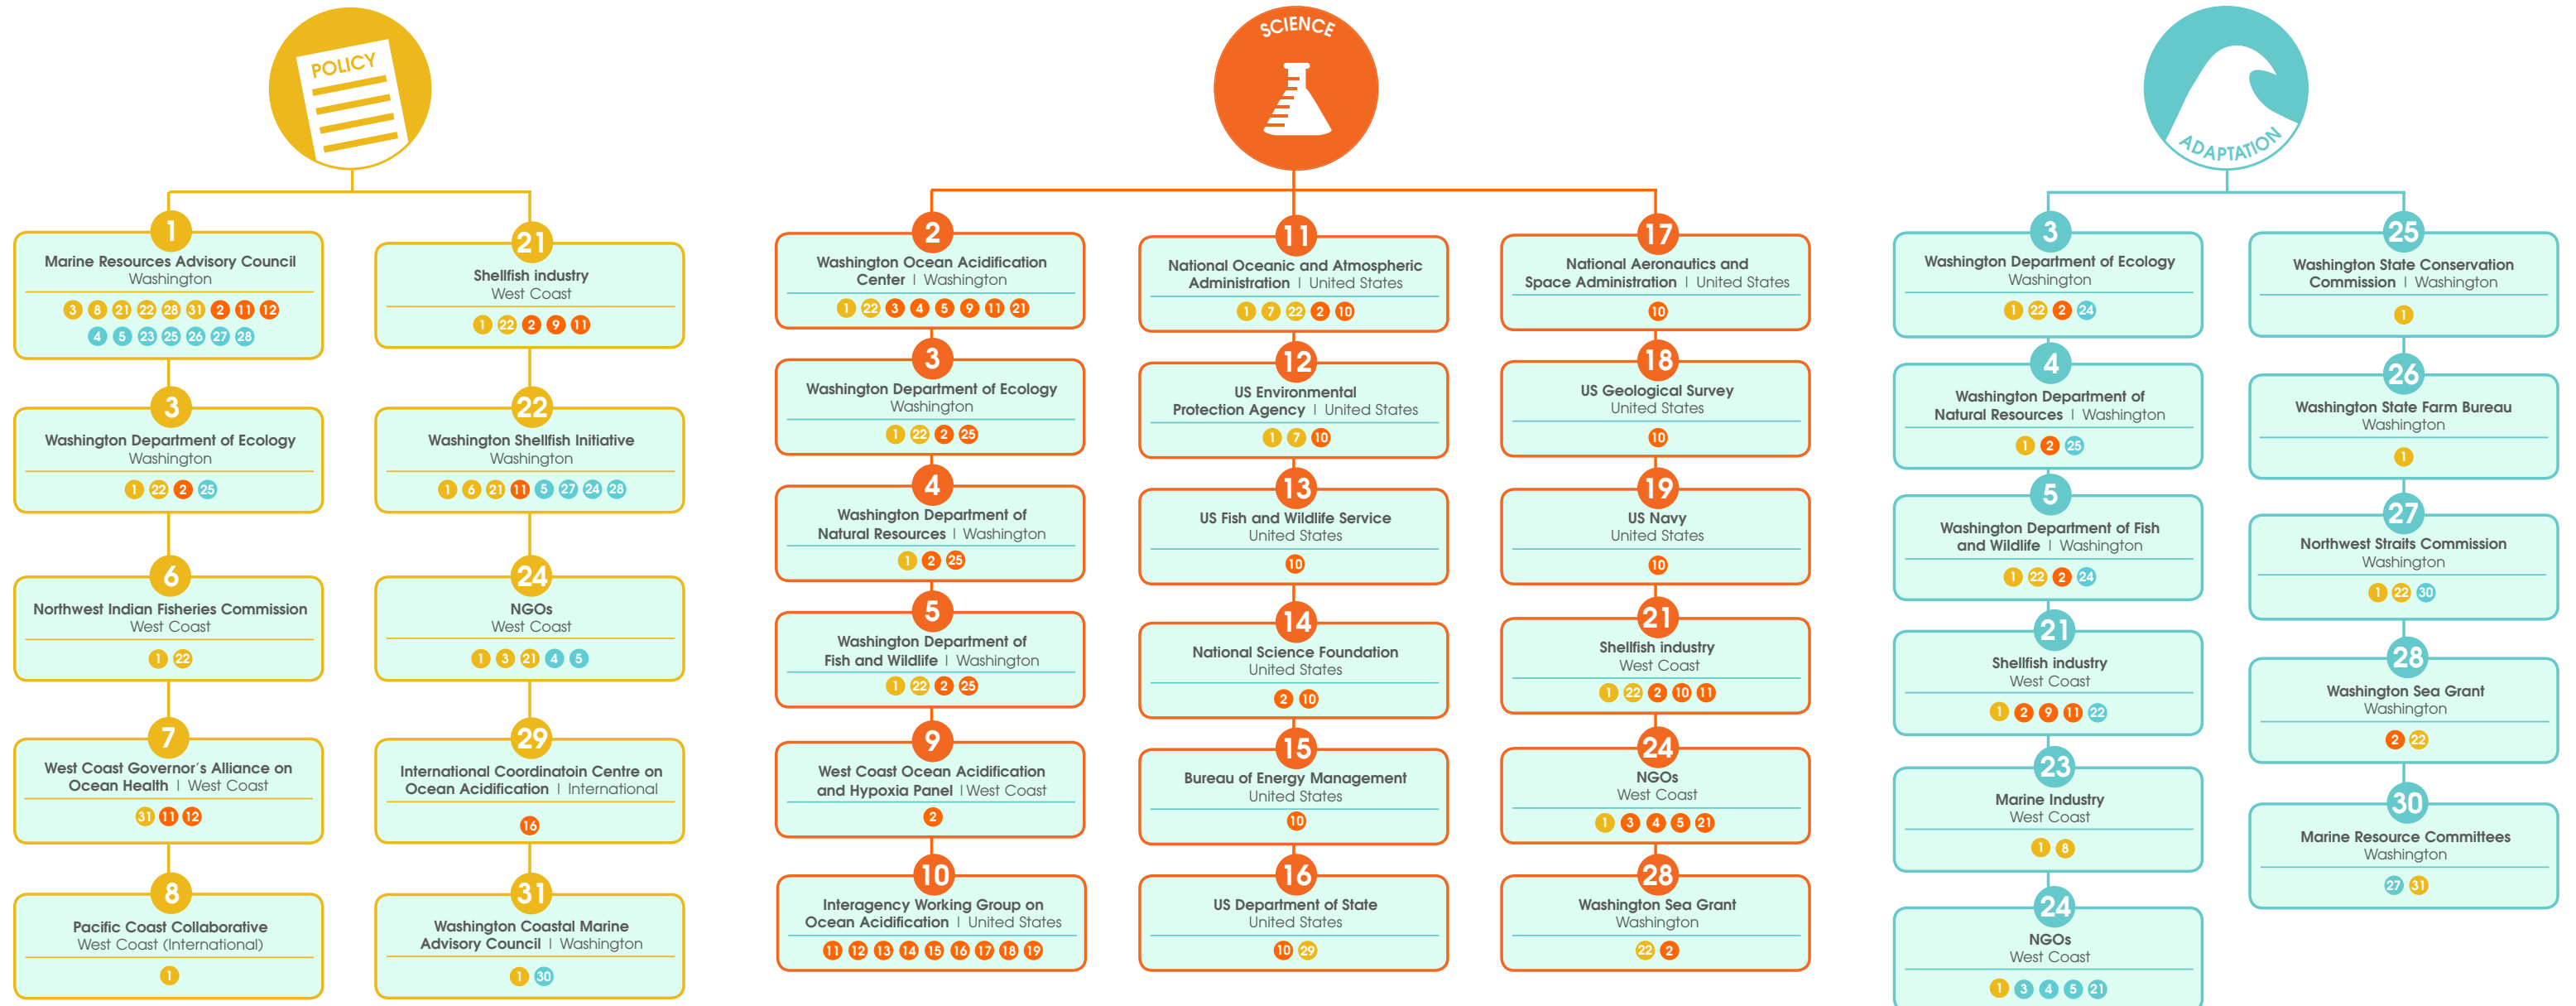 POLICY
1
Marine Resources Advisory Council
Washington
3 8 21 22 28 31 2 11 12
4 5 23 25 26 27 28
3
Washington Department of Ecology
Washington
1 22 2 25
6
Northwest Indian Fisheries Commission
West Coast
1 22
7
West Coast Governor's Alliance on
Ocean Health | West Coast
31 11 12
8
Pacific Coast Collaborative
West Coast (International)
1
21
Shellfish industry
West Coast
1 22 2 9 11
22
Washington Shellfish Initiative
Washington
1 6 21 11 5 27 24 28
24
NGOs
West Coast
1 3 21 4 5
29
International Coordinatoin Centre on
Ocean Acidification | International
16
31
Washington Coastal Marine
Advisory Council | Washington
1 30
SCIENCE
2
Washington Ocean Acidification
Center | Washington
1 22 3 4 5 9 11 21
3
Washington Department of Ecology
Washington
1 22 2 25
4
Washington Department of
Natural Resources | Washington
1 2 25
5
Washington Department of
Fish and Wildlife | Washington
1 22 2 25
9
West Coast Ocean Acidification
and Hypoxia Panel | West Coast
2
10
Interagency Working Group on
Ocean Acidification | United States
11 12 13 14 15 16 17 18 19
11
National Oceanic and Atmospheric
Administration | United States
1 7 22 2 10
12
US Environmental
Protection Agency | United States
1 7 10
13
US Fish and Wildlife Service
United States
10
14
National Science Foundation
United States
2 10
15
Bureau of Energy Management
United States
10
16
US Department of State
United States
10 29
17
National Aeronautics and
Space Administration | United States
10
18
US Geological Survey
United States
10
19
US Navy
United States
10
21
Shellfish industry
West Coast
1 22 2 10 11
24
NGOs
West Coast
1 3 4 5 21
28
Washington Sea Grant
Washington
22 2
ADAPTATION
3
Washington Department of Ecology
Washington
1 22 2 24
4
Washington Department of
Natural Resources | Washington
1 2 25
5
Washington Department of Fish
and Wildlife | Washington
1 22 2 24
21
Shellfish industry
West Coast
1 2 9 11 22
23
Marine Industry
West Coast
1 8
24
NGOs
West Coast
1 3 4 5 21
25
Washington State Conservation
Commission | Washington
1
26
Washington State Farm Bureau
Washington
1
27
Northwest Straits Commission
Washington
1 22 30
28
Washington Sea Grant
Washington
2 22
30
Marine Resource Committees
Washington
27 31